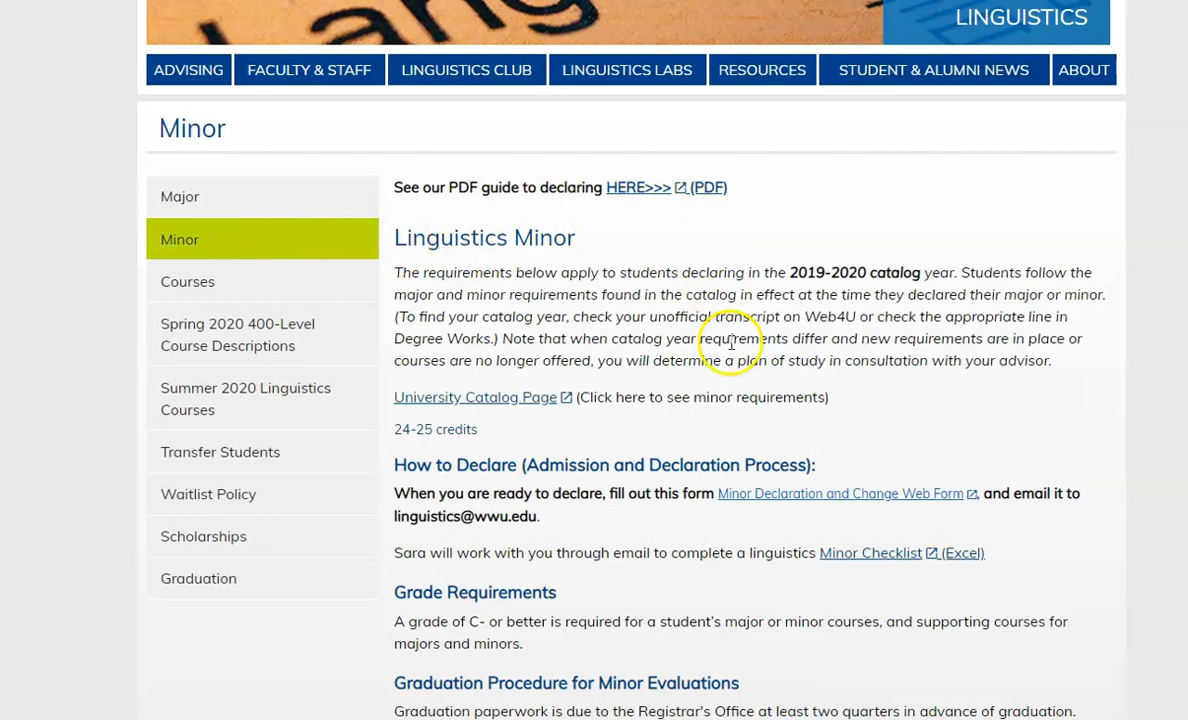 Lang
LINGUISTICS
ADVISING
FACULTY & STAFF
LINGUISTICS CLUB
LINGUISTICS LABS
RESOURCES
STUDENT & ALUMNI NEWS
ABOUT
Minor
Major
Minor
Courses
Spring 2020 400-Level
Course Descriptions
Summer 2020 Linguistics
Courses
Transfer Students
Waitlist Policy
Scholarships
Graduation
See our PDF guide to declaring HERE>>> (PDF)
Linguistics Minor
The requirements below apply to students declaring in the 2019-2020 catalog year. Students follow the
major and minor requirements found in the catalog in effect at the time they declared their major or minor.
(To find your catalog year, check your unofficial transcript on Web4U or check the appropriate line in
Degree Works.) Note that when catalog year requirements differ and new requirements are in place or
courses are no longer offered, you will determine a plan of study in consultation with your advisor.
University Catalog Page (Click here to see minor requirements)
24-25 credits
How to Declare (Admission and Declaration Process):
When you are ready to declare, fill out this form Minor Declaration and Change Web Form, and email it to
linguistics@wwu.edu.
Sara will work with you through email to complete a linguistics Minor Checklist (Excel)
Grade Requirements
A grade of C- or better is required for a student's major or minor courses, and supporting courses for
majors and minors.
Graduation Procedure for Minor Evaluations
Graduation paperwork is due to the Registrar's Office at least two quarters in advance of graduation.